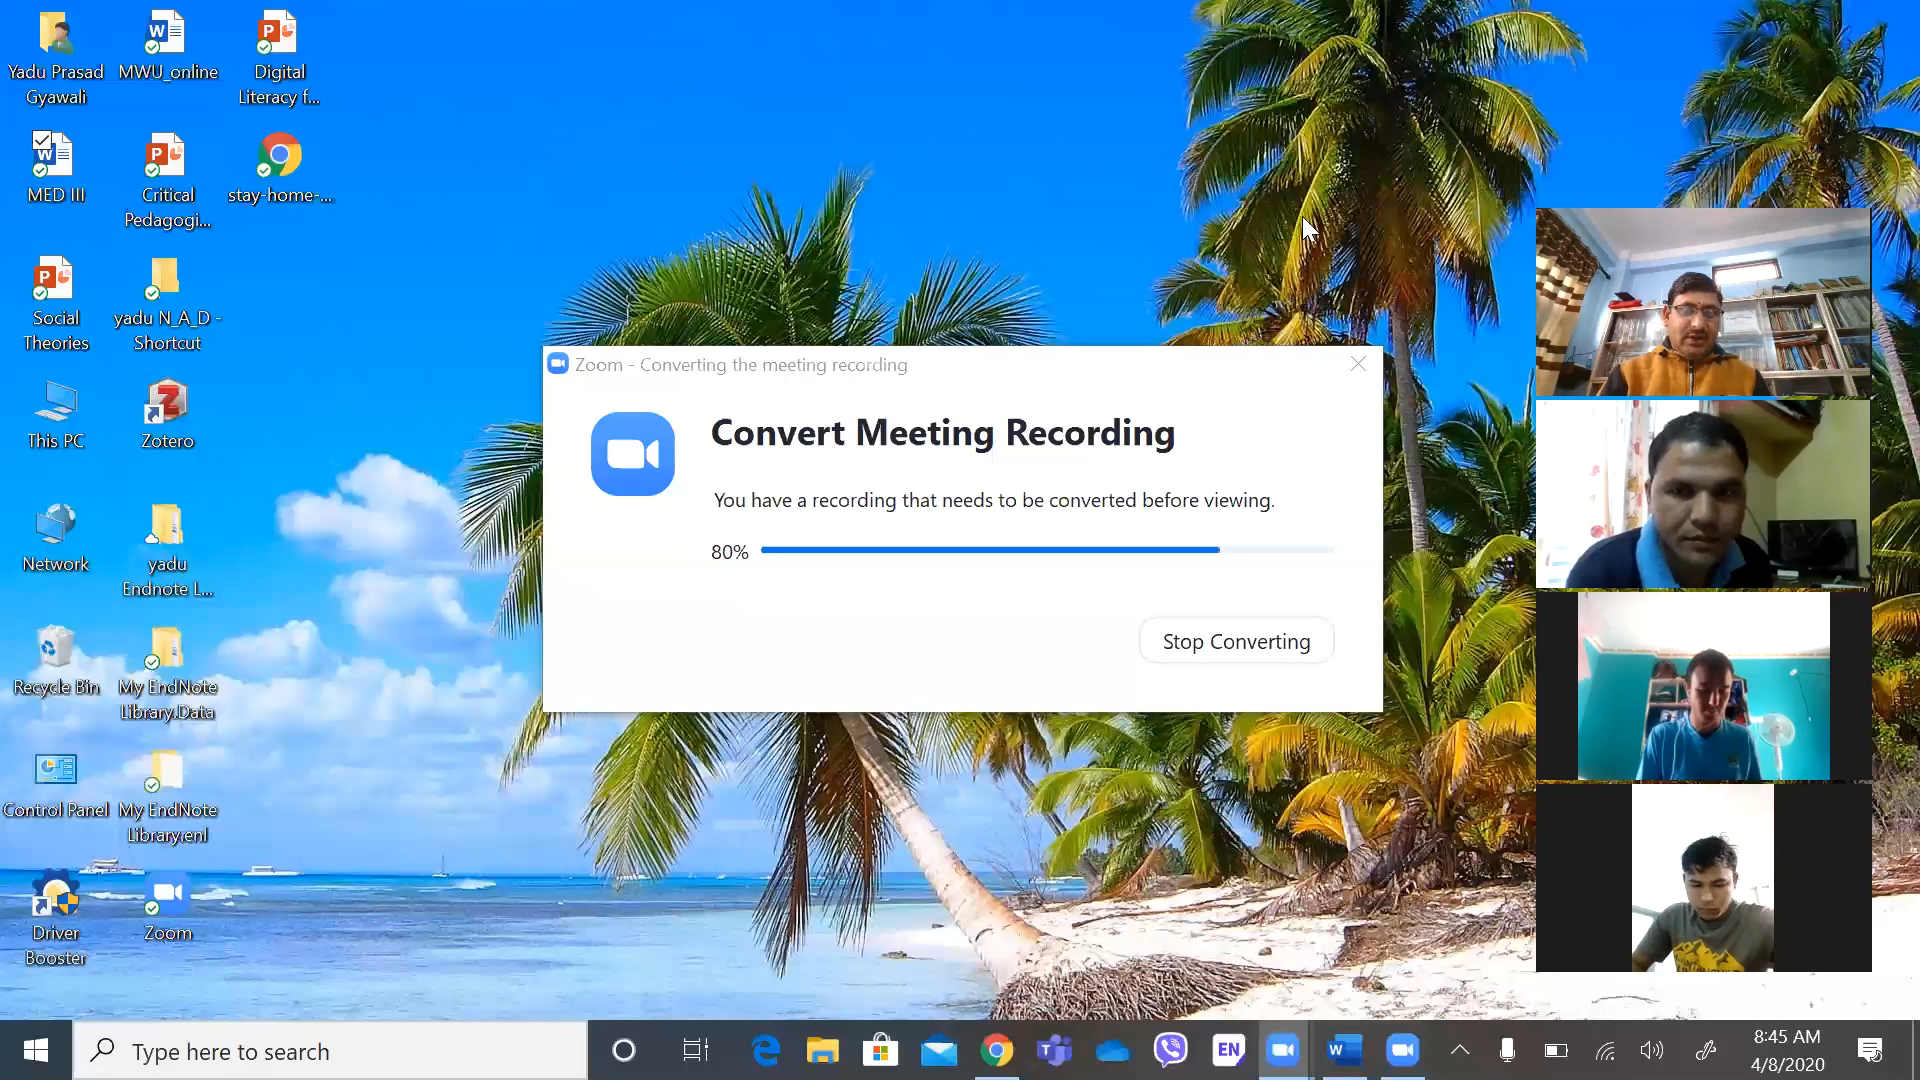 Yadu Prasad
Gyawali
MWU_online
Digital
Literacy f...
MED III
Critical
Pedagogi...
stay-home-...
Social
Theories
yadu N_A_D -
Shortcut
This PC
Zotero
Network
yadu
Endnote L...
Recycle Bin
My EndNote
Library.Data
Control Panel
My EndNote
Library.enl
Driver
Booster
Zoom
Zoom - Converting the meeting recording
Convert Meeting Recording
You have a recording that needs to be converted before viewing.
80%
Stop Converting
Type here to search
EN
8:45 AM
4/8/2020